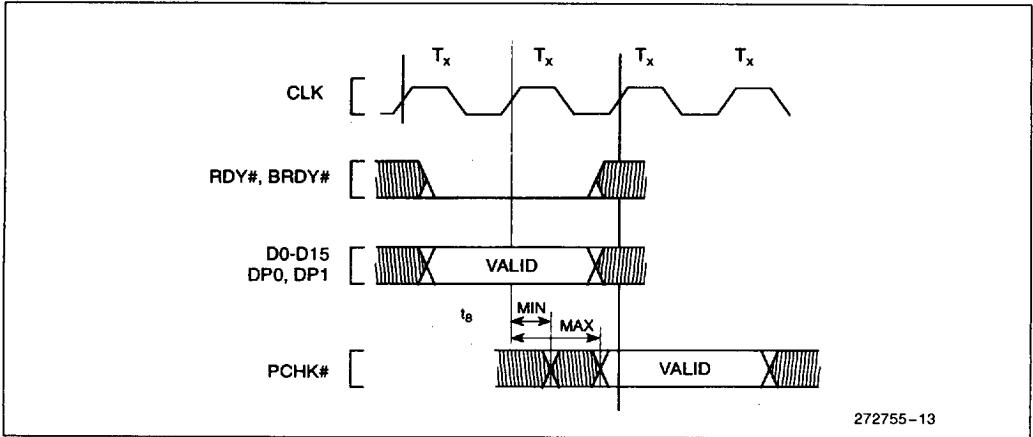 Tx Tx Tx Tx
CLK
RDY#, BRDY#
D0-D15
DP0, DP1
VALID
t8
MIN
MAX
PCHK#
VALID
272755-13